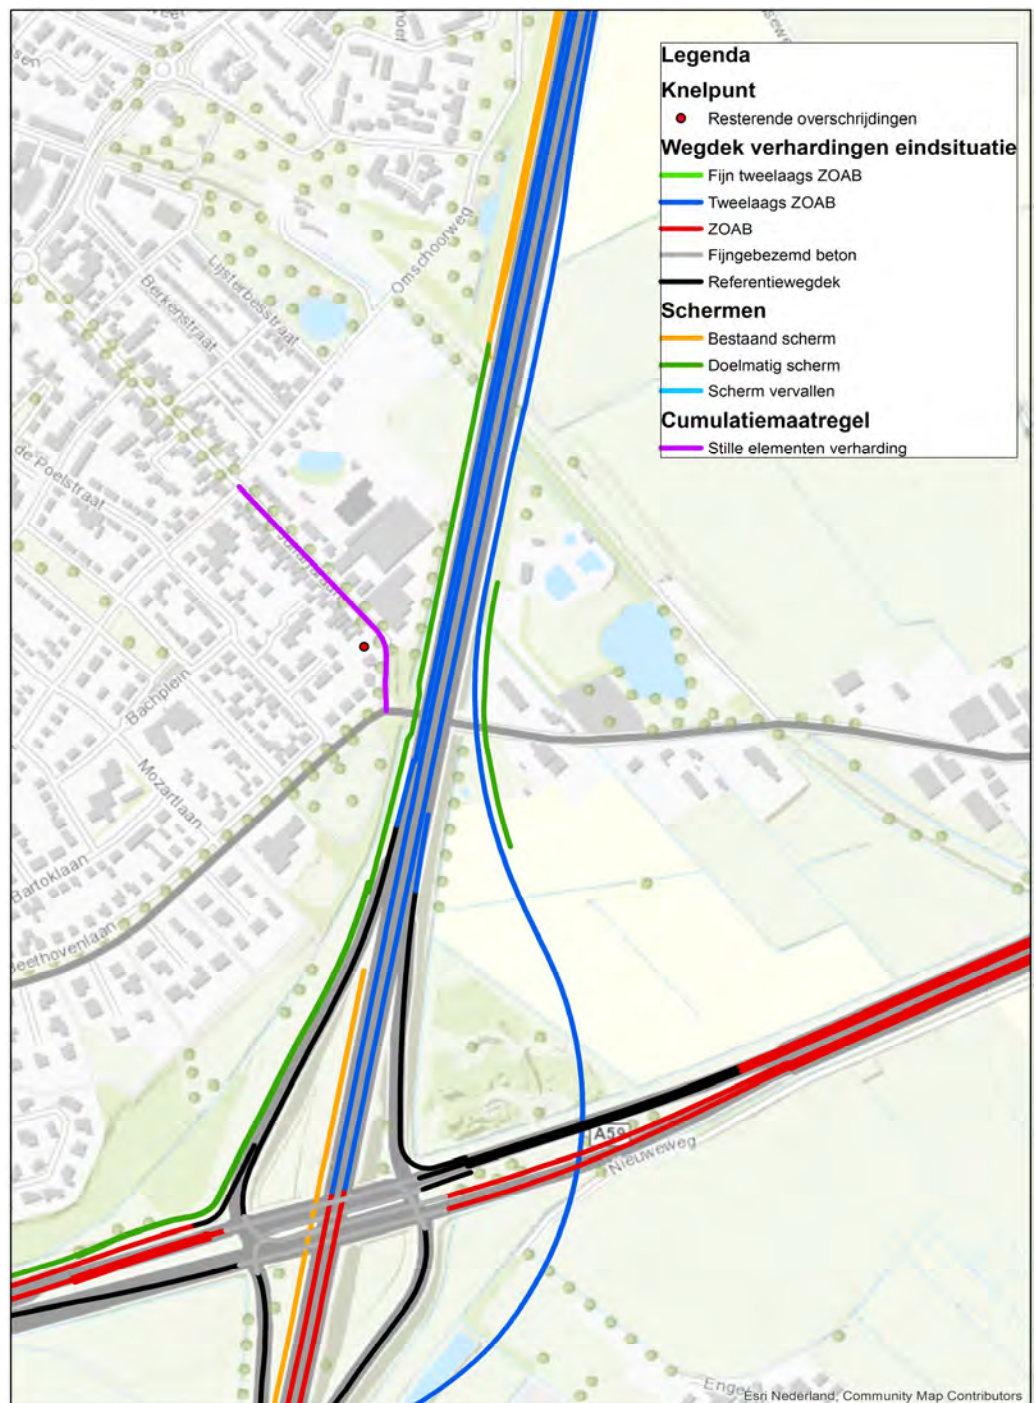 Legenda
Knelpunt
Resterende overschrijdingen
Wegdek verhardingen eindsituatie
Fijn tweelaags ZOAB
Tweelaags ZOAB
ZOAB
Fijngebezemd beton
Referentiewegdek
Schermen
Bestaand scherm
Doelmatig scherm
Scherm vervallen
Cumulatiemaatregel
Stille elementen verharding
Omschoorweg
Lijsterbesstraat
Berkenstraat
de Poelstraat
Bachplein
Mozartlaan
Bartoklaan
Beethovenlaan
A59
Nieuweweg
Esri Nederland, Community Map Contributors